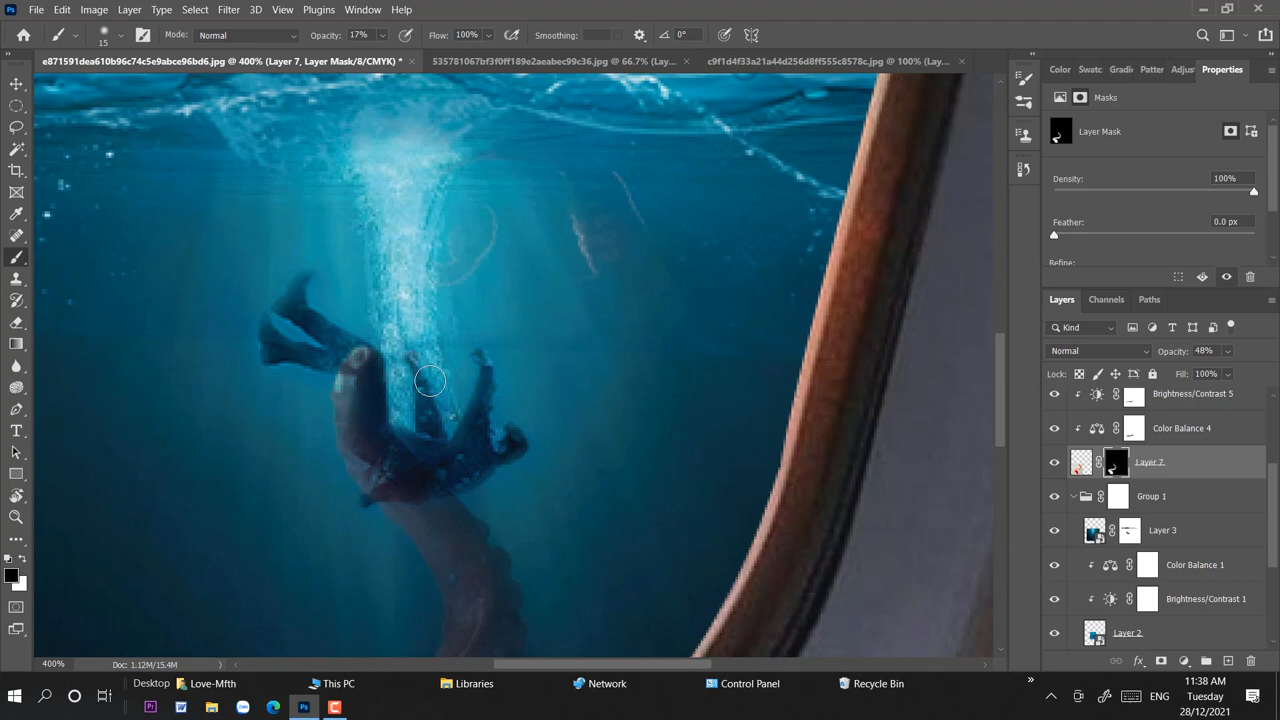 Ps File Edit Image Layer Type Select Filter 3D View Plugins Window Help
15 Mode: Normal Opacity: 17% Flow: 100% Smoothing: 0°
e871591dea610b96c74c5e9abce96bd6.jpg @ 400% (Layer 7, Layer Mask/8/CMYK) *
535781067bf3f0ff189e2aeabec99c36.jpg @ 66.7% (Lay...
c9f1d4f33a21a44d256d8ff555c8578c.jpg @ 100% (Lay...
Color Swatc Gradi Patter Adjus Properties
Masks
Layer Mask
Density: 100%
Feather: 0.0 px
Refine:
Layers Channels Paths
Kind
Normal Opacity: 48%
Lock: Fill: 100%
Brightness/Contrast 5
Color Balance 4
Layer 7
Group 1
Layer 3
Color Balance 1
Brightness/Contrast 1
Layer 2
400% Doc: 1.12M/15.4M
fx
Desktop Love-Mfth This PC Libraries Network Control Panel Recycle Bin
ENG
11:38 AM
Tuesday
28/12/2021